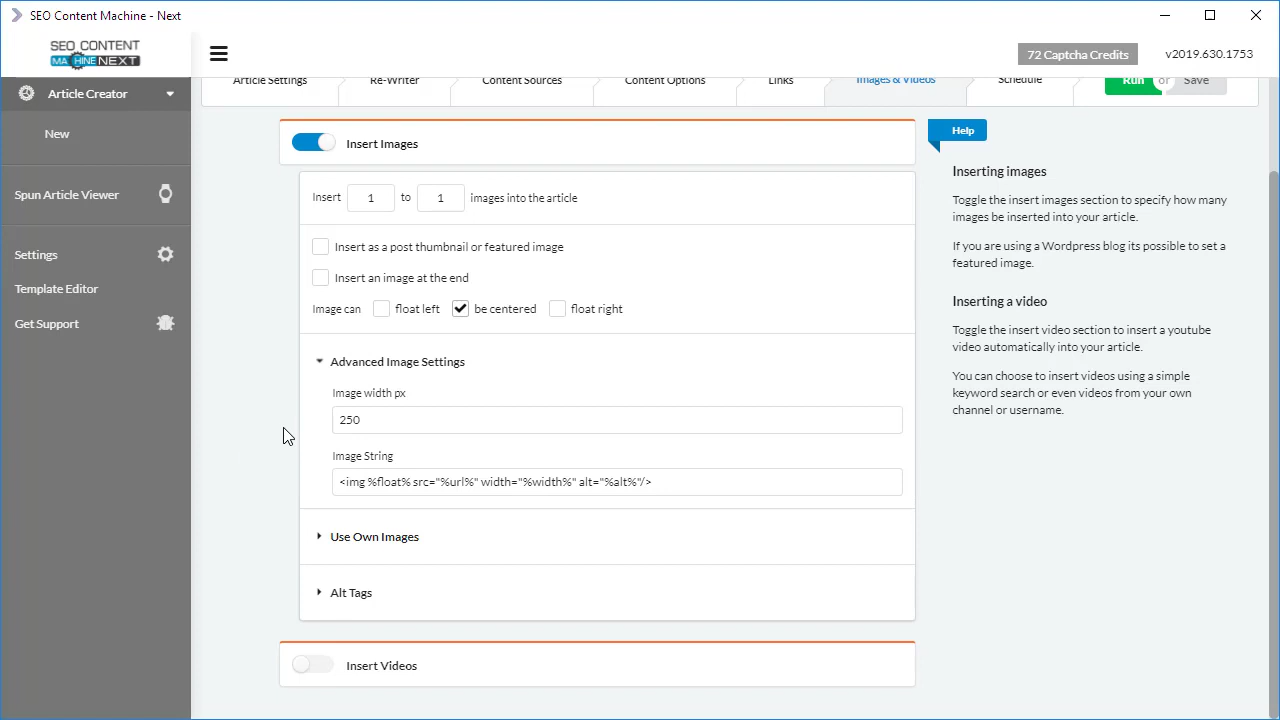 SEO Content Machine - Next
SEO CONTENT
MACHINE NEXT
72 Captcha Credits
v2019.630.1753
Article Settings
Re-Writer
Content Sources
Content Options
Links
Images & Videos
Schedule
Run
or
Save
Article Creator
New
Spun Article Viewer
Settings
Template Editor
Get Support
Insert Images
Insert 1 to 1 images into the article
Insert as a post thumbnail or featured image
Insert an image at the end
Image can float left be centered float right
Advanced Image Settings
Image width px
250
Image String
<img %float% src="%url%" width="%width%" alt="%alt%"/>
Use Own Images
Alt Tags
Insert Videos
Help
Inserting images
Toggle the insert images section to specify how many
images be inserted into your article.
If you are using a Wordpress blog its possible to set a
featured image.
Inserting a video
Toggle the insert video section to insert a youtube
video automatically into your article.
You can choose to insert videos using a simple
keyword search or even videos from your own
channel or username.